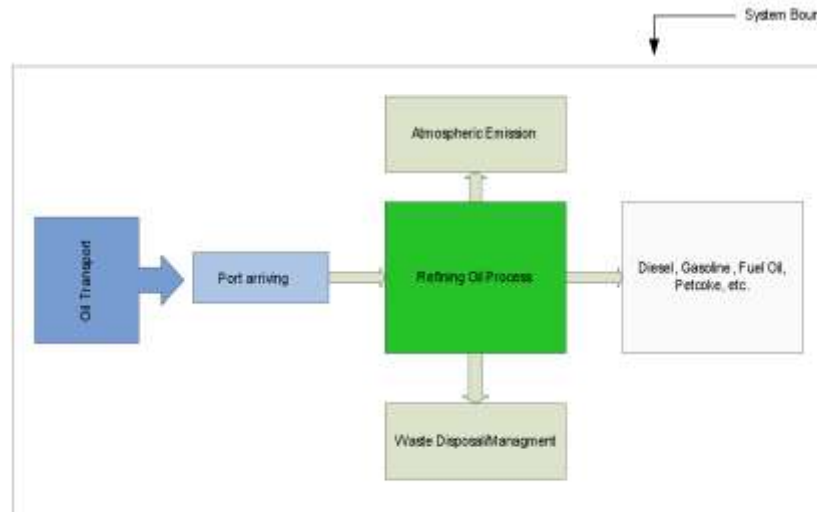 System Boun
Atmospheric Emission
Oil Transport
Port arriving
Refining Oil Process
Diesel, Gasoline, Fuel Oil,
Petcoke, etc.
Waste Disposal/Managment